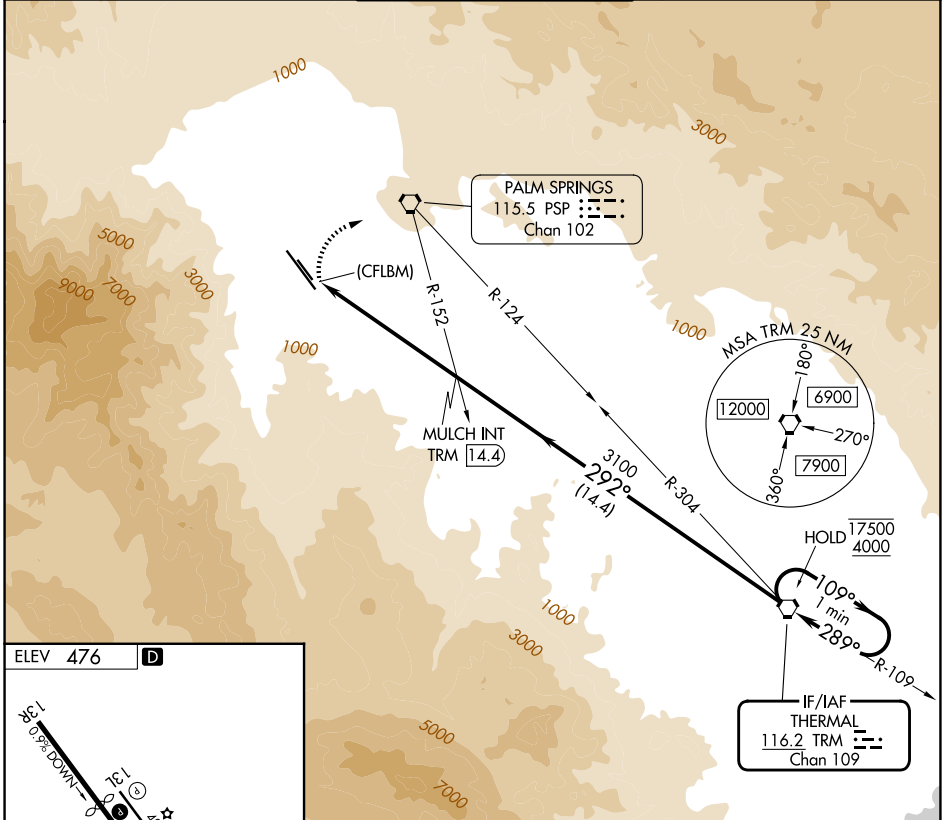 1000
3000
PALM SPRINGS
115.5 PSP
Chan 102
5000
9000
7000
3000
(CFLBM)
R-152
R-124
1000
1000
MSA TRM 25 NM
180°
12000
6900
270°
7900
360°
MULCH INT
TRM 14.4
3100
292°
(14.4)
R-304
HOLD 17500
4000
109°
1 min
289°
R-109
1000
3000
IF/IAF
THERMAL
116.2 TRM
Chan 109
5000
7000
ELEV 476 D
13R
0.9% DOWN
13L
P
P